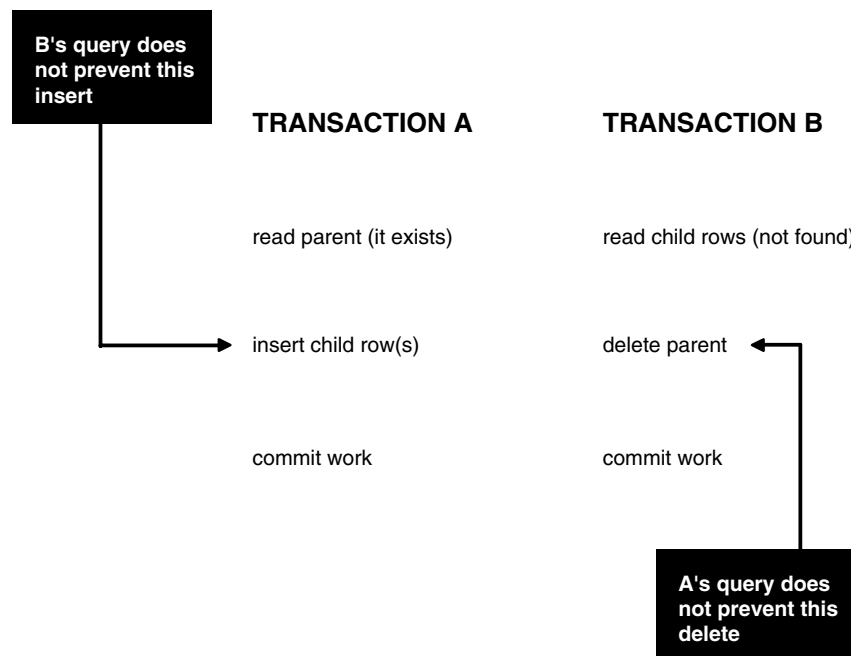 B's query does
not prevent this
insert
TRANSACTION A
TRANSACTION B
read parent (it exists)
read child rows (not found)
insert child row(s)
delete parent
commit work
commit work
A's query does
not prevent this
delete